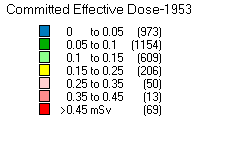 Committed Effective Dose-1953
0 to 0.05 (973)
0.05 to 0.1 (1154)
0.1 to 0.15 (609)
0.15 to 0.25 (206)
0.25 to 0.35 (50)
0.35 to 0.45 (13)
>0.45 mSv (69)